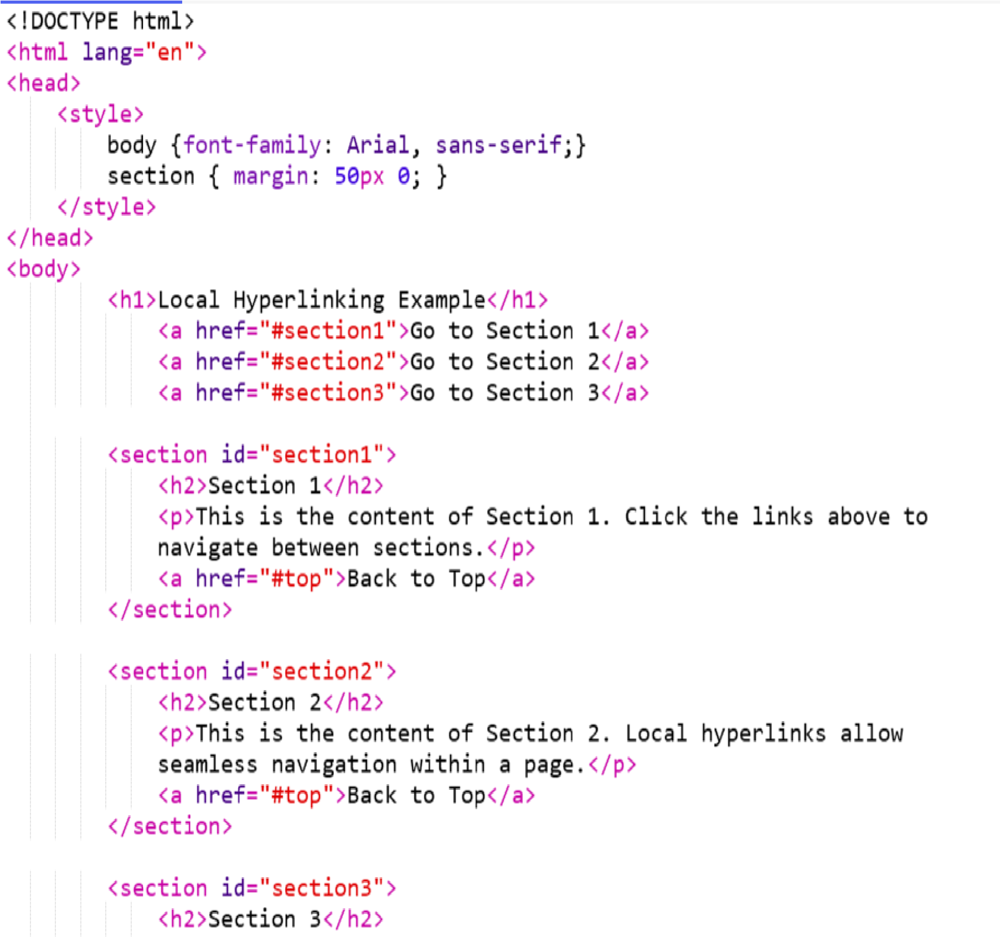 <!DOCTYPE html>
<html lang="en">
<head>
<style>
body {font-family: Arial, sans-serif;}
section { margin: 50px 0; }
</style>
</head>
<body>
<h1>Local Hyperlinking Example</h1>
<a href="#section1">Go to Section 1</a>
<a href="#section2">Go to Section 2</a>
<a href="#section3">Go to Section 3</a>
<section id="section1">
<h2>Section 1</h2>
<p>This is the content of Section 1. Click the links above to
navigate between sections.</p>
<a href="#top">Back to Top</a>
</section>
<section id="section2">
<h2>Section 2</h2>
<p>This is the content of Section 2. Local hyperlinks allow
seamless navigation within a page.</p>
<a href="#top">Back to Top</a>
</section>
<section id="section3">
<h2>Section 3</h2>